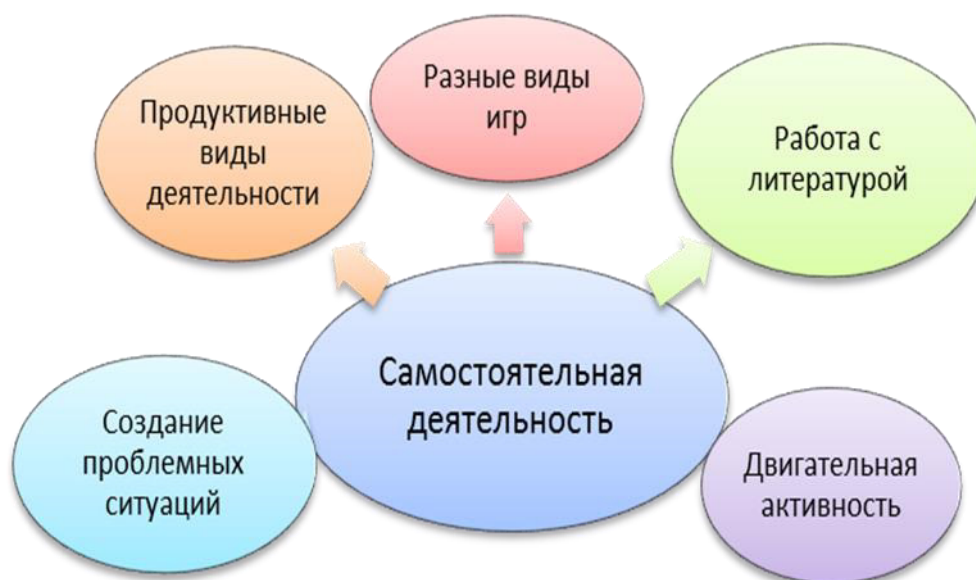 Продуктивные
виды
деятельности
Разные виды
игр
Работа с
литературой
Самостоятельная
деятельность
Создание
проблемных
ситуаций
Двигательная
активность